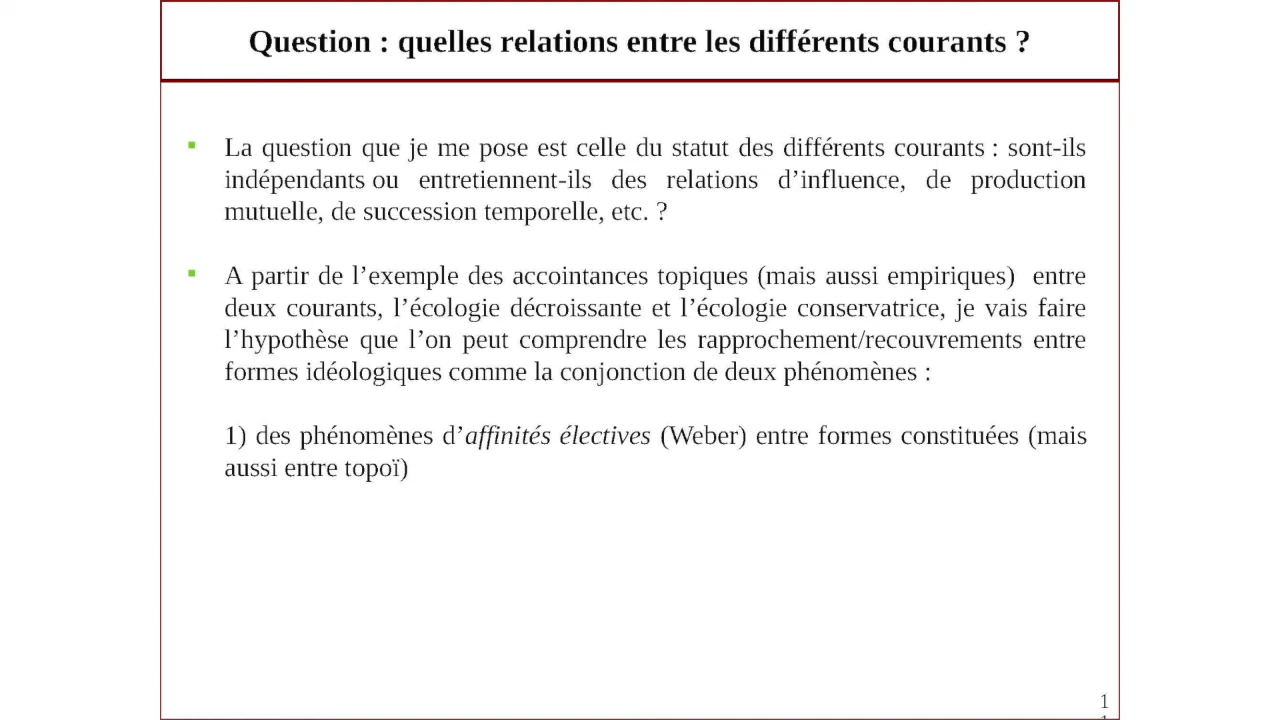 Question : quelles relations entre les différents courants ?
La question que je me pose est celle du statut des différents courants : sont-ils
indépendants ou entretiennent-ils des relations d’influence, de production
mutuelle, de succession temporelle, etc. ?
A partir de l’exemple des accointances topiques (mais aussi empiriques)  entre
deux courants, l’écologie décroissante et l’écologie conservatrice, je vais faire
l’hypothèse que l’on peut comprendre les rapprochement/recouvrements entre
formes idéologiques comme la conjonction de deux phénomènes :
1) des phénomènes d’affinités électives (Weber) entre formes constituées (mais
aussi entre topoï)
1